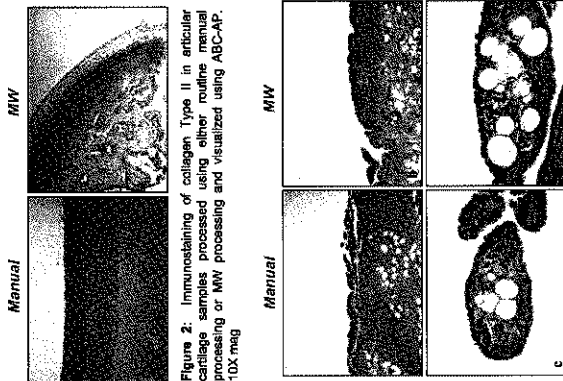 Manual MW
Figure 2: Immunostaining of collagen Type II in articular
cartilage samples processed using either routine manual
processing or MW processing and visualized using ABC-AP.
10X mag
Manual MW
c